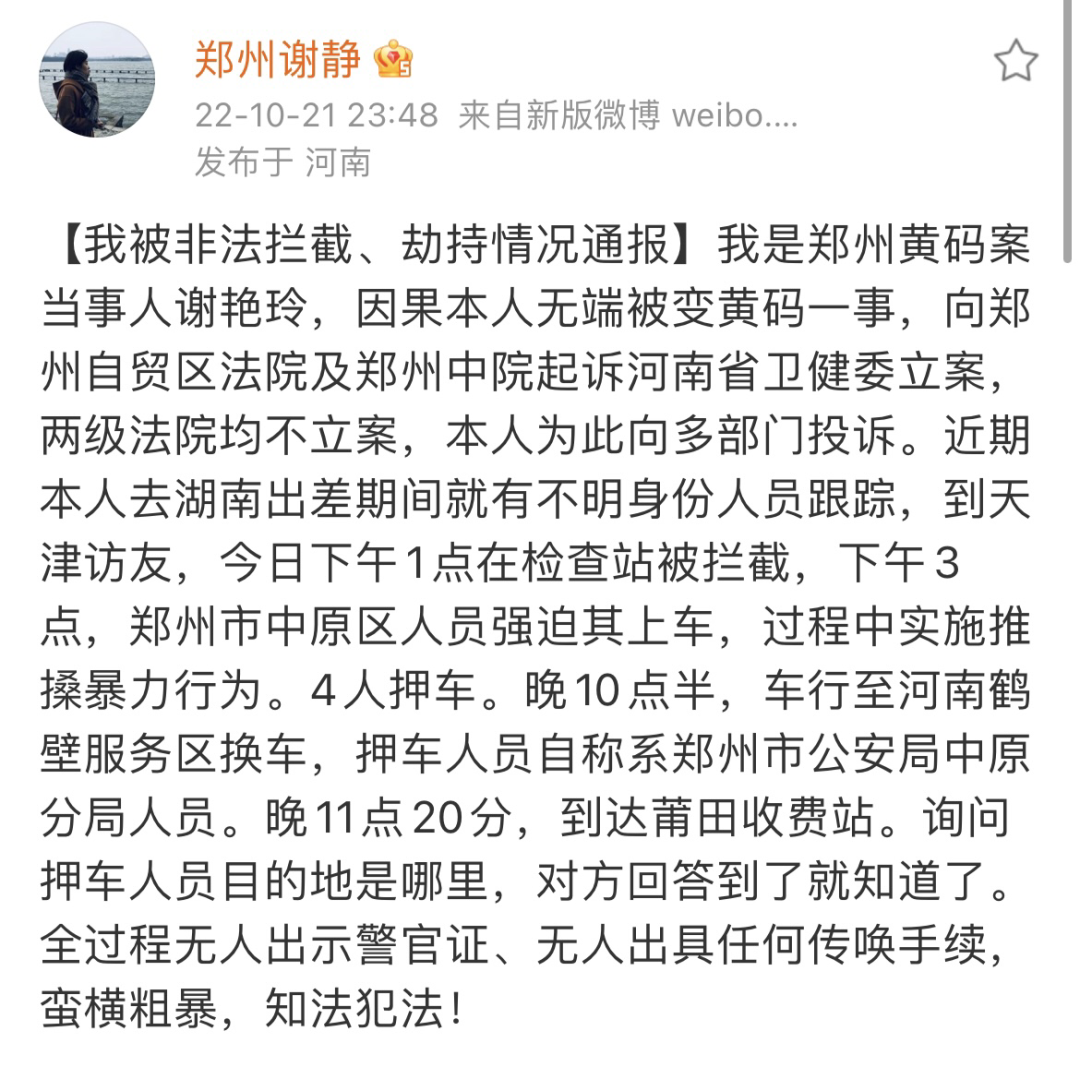 郑州谢静
22-10-21 23:48 来自新版微博 weibo....
发布于 河南
【我被非法拦截、劫持情况通报】我是郑州黄码案
当事人谢艳玲，因果本人无端被变黄码一事，向郑
州自贸区法院及郑州中院起诉河南省卫健委立案，
两级法院均不立案，本人为此向多部门投诉。近期
本人去湖南出差期间就有不明身份人员跟踪，到天
津访友，今日下午1点在检查站被拦截，下午3
点，郑州市中原区人员强迫其上车，过程中实施推
搡暴力行为。4人押车。晚10点半，车行至河南鹤
壁服务区换车，押车人员自称系郑州市公安局中原
分局人员。晚11点20分，到达莆田收费站。询问
押车人员目的地是哪里，对方回答到了就知道了。
全过程无人出示警官证、无人出具任何传唤手续，
蛮横粗暴，知法犯法！